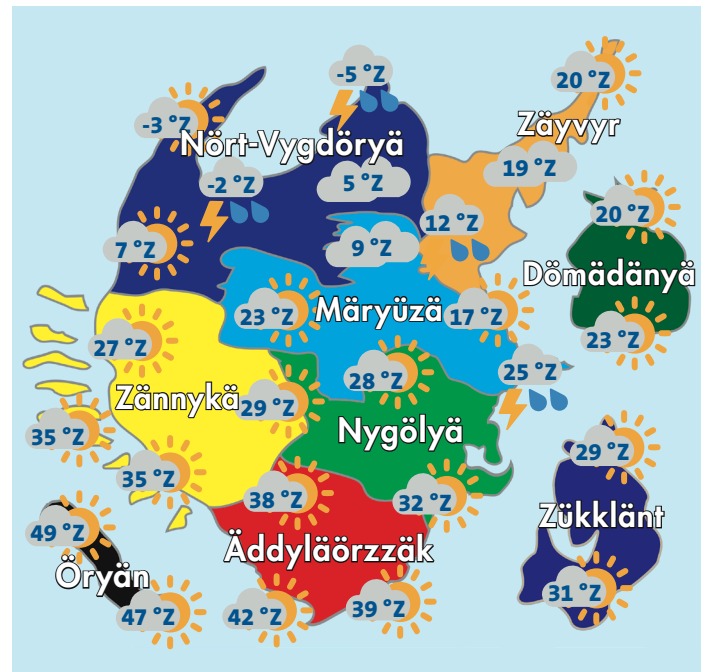 -5 °Z
20 °Z
-3 °Z
Zäyvyr
Nört-Vygdöryä
19 °Z
-2 °Z
5 °Z
20 °Z
12 °Z
7 °Z
9 °Z
Dömädänyä
23 °Z
Märyüzä
17 °Z
27 °Z
23 °Z
28 °Z
25 °Z
Zännykä
29 °Z
35 °Z
Nygölyä
29 °Z
35 °Z
38 °Z
32 °Z
49 °Z
Zükklänt
Äddyläörzzäk
Öryän
47 °Z
42 °Z
39 °Z
31 °Z